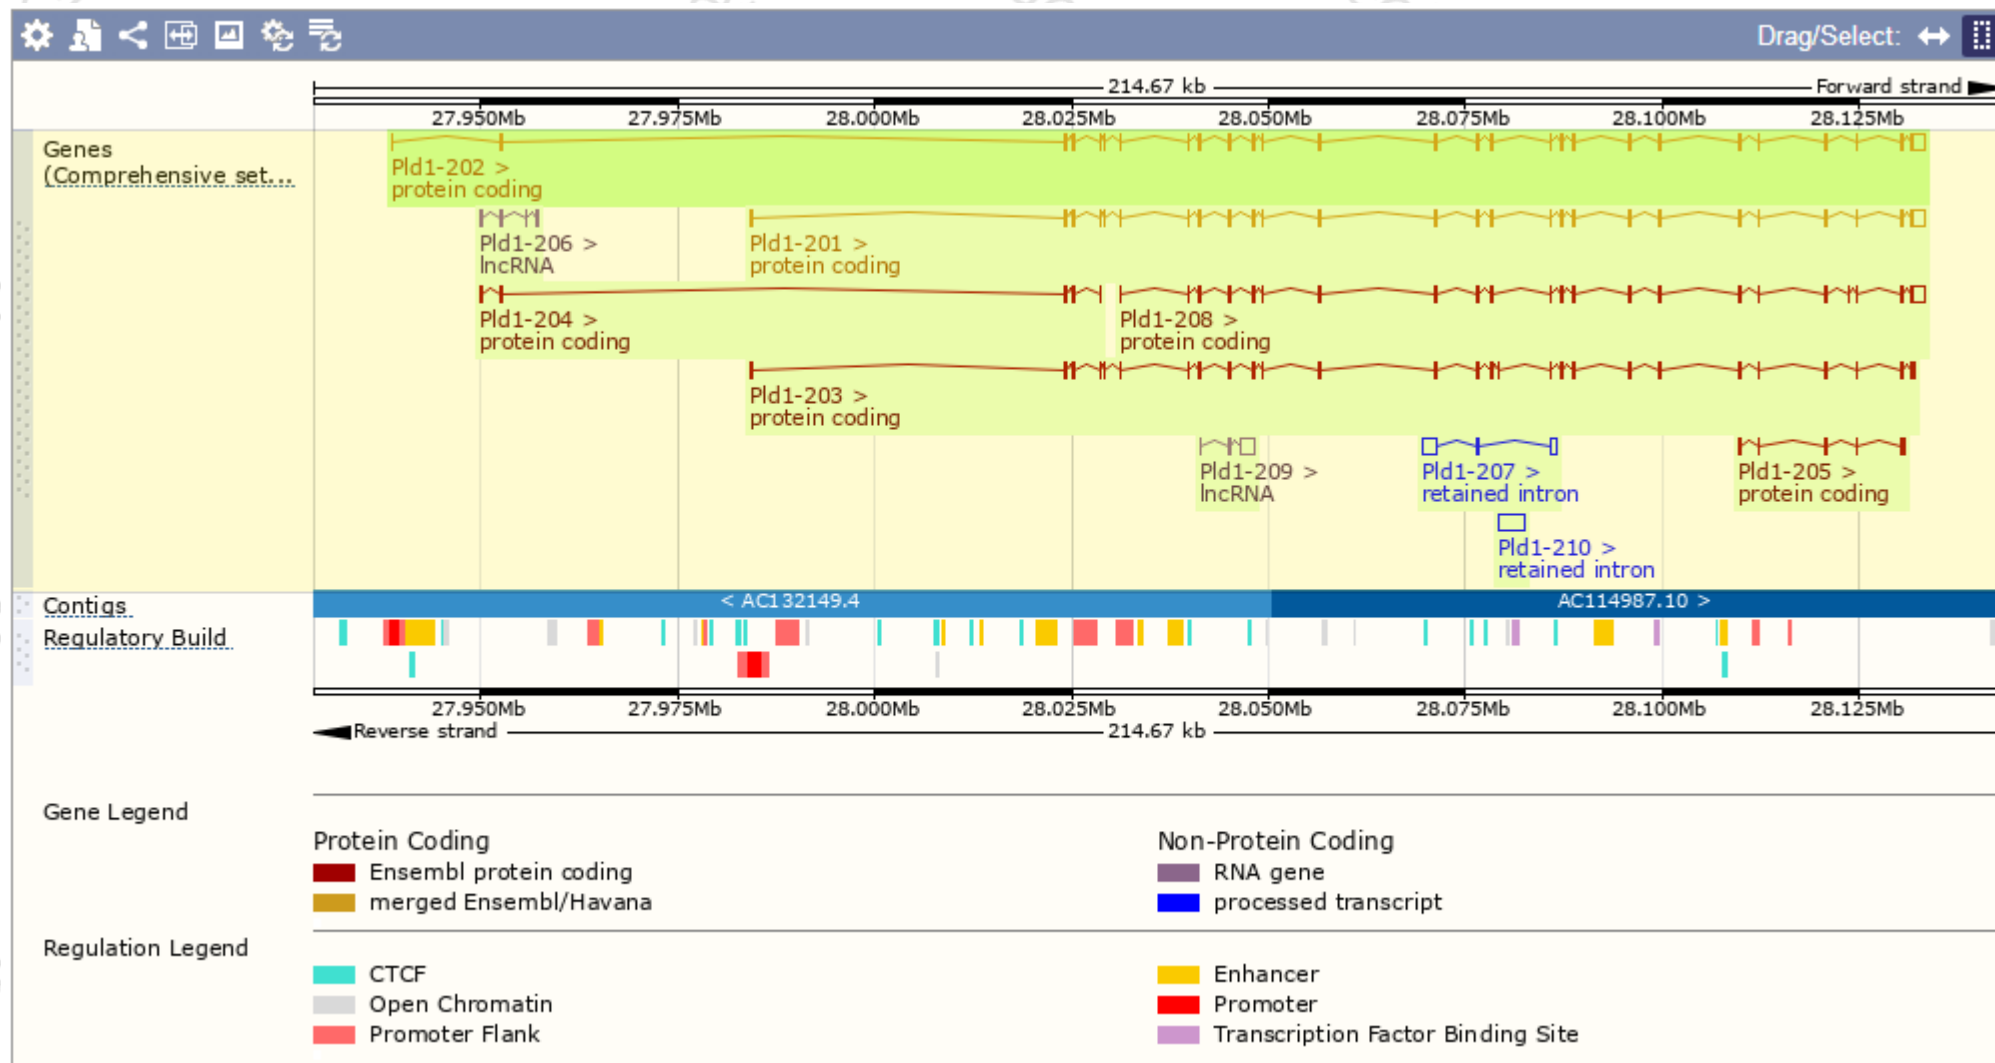 Drag/Select:
214.67 kb
Forward strand
27.950Mb 27.975Mb 28.000Mb 28.025Mb 28.050Mb 28.075Mb 28.100Mb 28.125Mb
Genes
(Comprehensive set...
Pld1-202 >
protein coding
Pld1-206 >
lncRNA
Pld1-201 >
protein coding
Pld1-204 >
protein coding
Pld1-208 >
protein coding
Pld1-203 >
protein coding
Pld1-209 >
lncRNA
Pld1-207 >
retained intron
Pld1-205 >
protein coding
Pld1-210 >
retained intron
Contigs
< AC132149.4
AC114987.10 >
Regulatory Build
27.950Mb 27.975Mb 28.000Mb 28.025Mb 28.050Mb 28.075Mb 28.100Mb 28.125Mb
Reverse strand
214.67 kb
Gene Legend
Protein Coding
Ensembl protein coding
merged Ensembl/Havana
Non-Protein Coding
RNA gene
processed transcript
Regulation Legend
CTCF
Open Chromatin
Promoter Flank
Enhancer
Promoter
Transcription Factor Binding Site